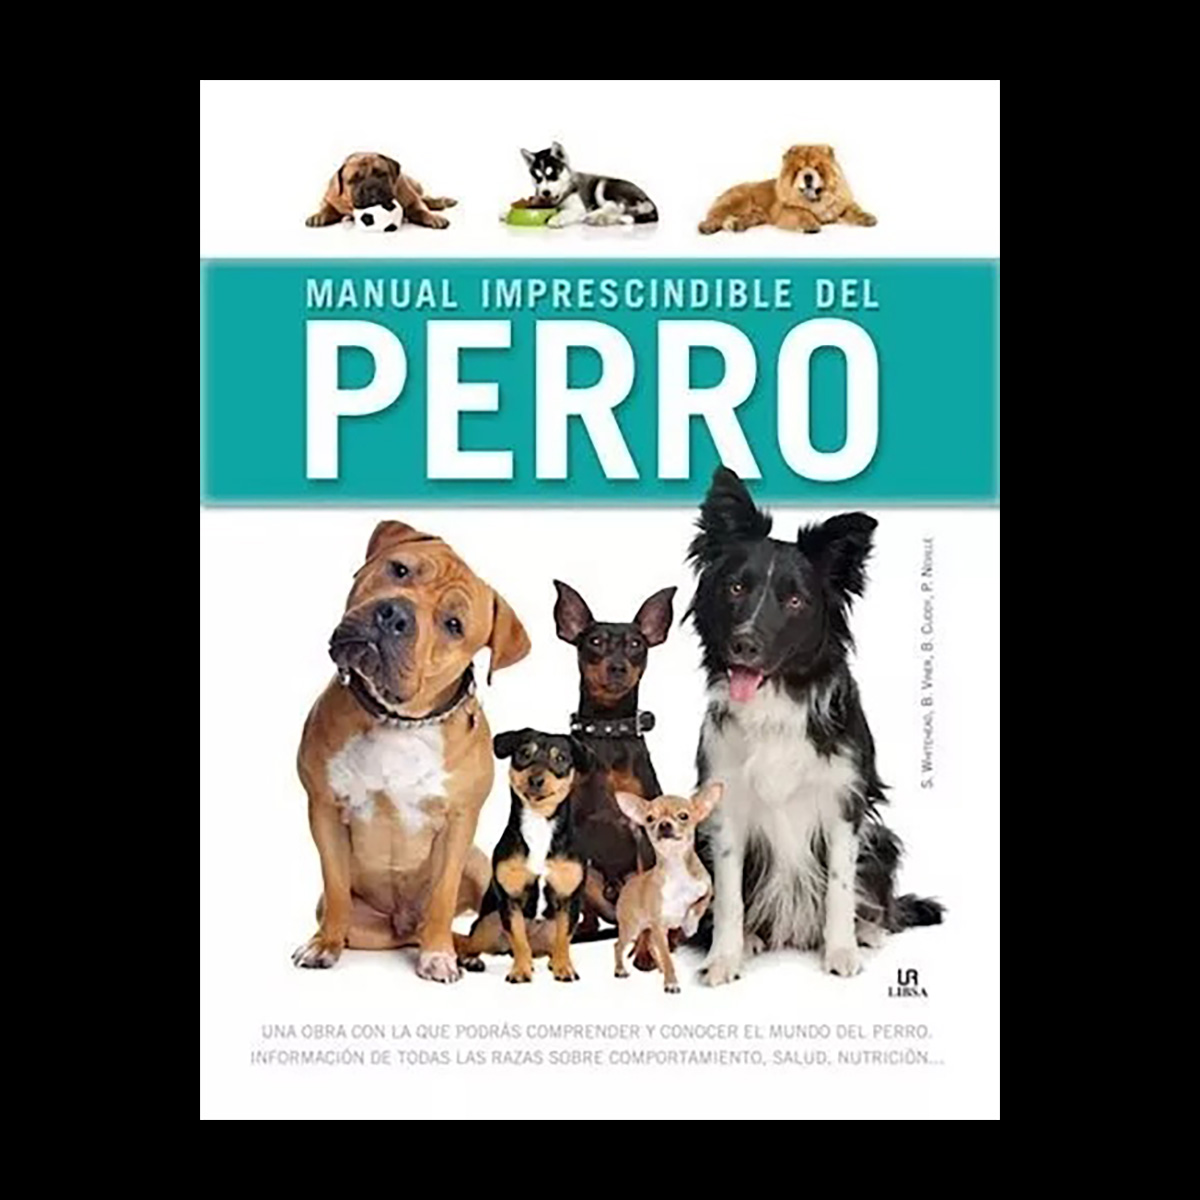 MANUAL IMPRESCINDIBLE DEL
PERRO
S. Whitehead, B. Viner, B. Cuddy, P. Neville
UR
LIBSA
UNA OBRA CON LA QUE PODRÁS COMPRENDER Y CONOCER EL MUNDO DEL PERRO.
INFORMACIÓN DE TODAS LAS RAZAS SOBRE COMPORTAMIENTO, SALUD, NUTRICIÓN...